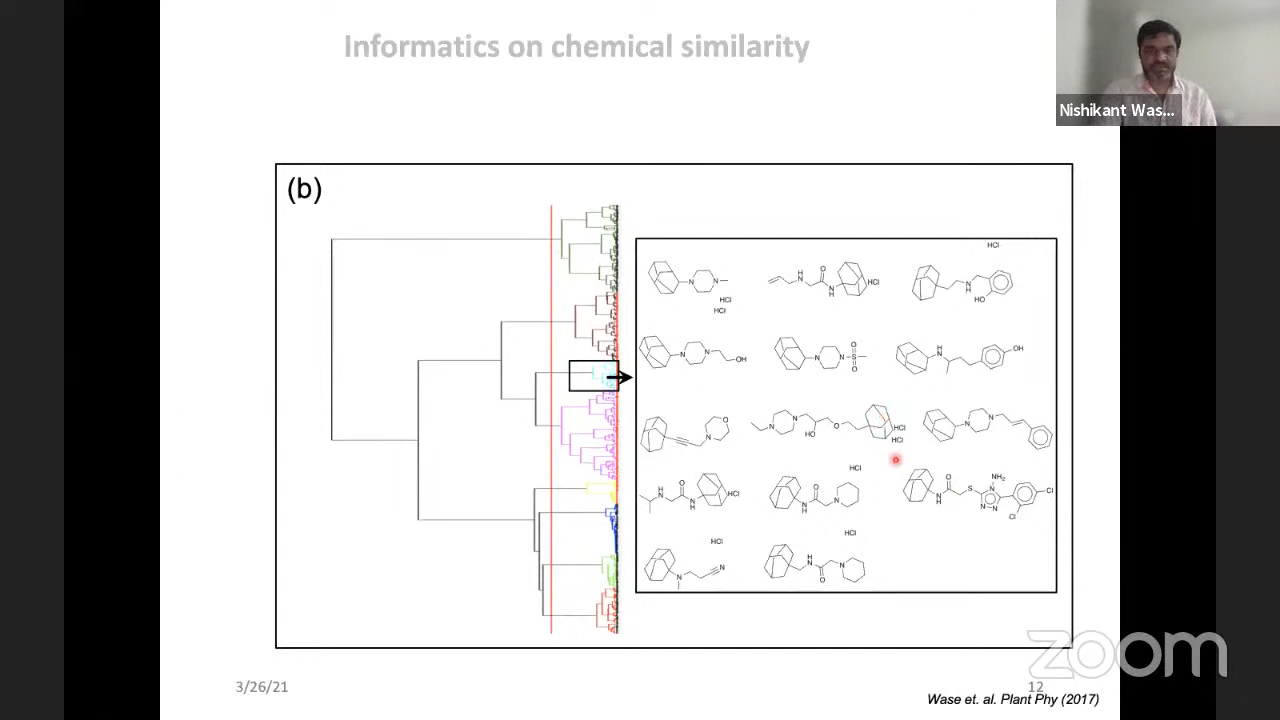 Informatics on chemical similarity
Nishikant Was...
(b)
HCl
N
N
HCl
HCl
H
N
O
N
H
HCl
N
H
HO
N
N
OH
N
N
S
O
O
H
N
OH
O
N
N
N
HO
O
HCl
HCl
N
N
H
N
O
N
H
HCl
HCl
O
N
H
N
O
N
H
S
NH2
N
N
N
Cl
Cl
HCl
N
N
HCl
H
N
O
N
zoom
3/26/21
12
Wase et. al. Plant Phy (2017)